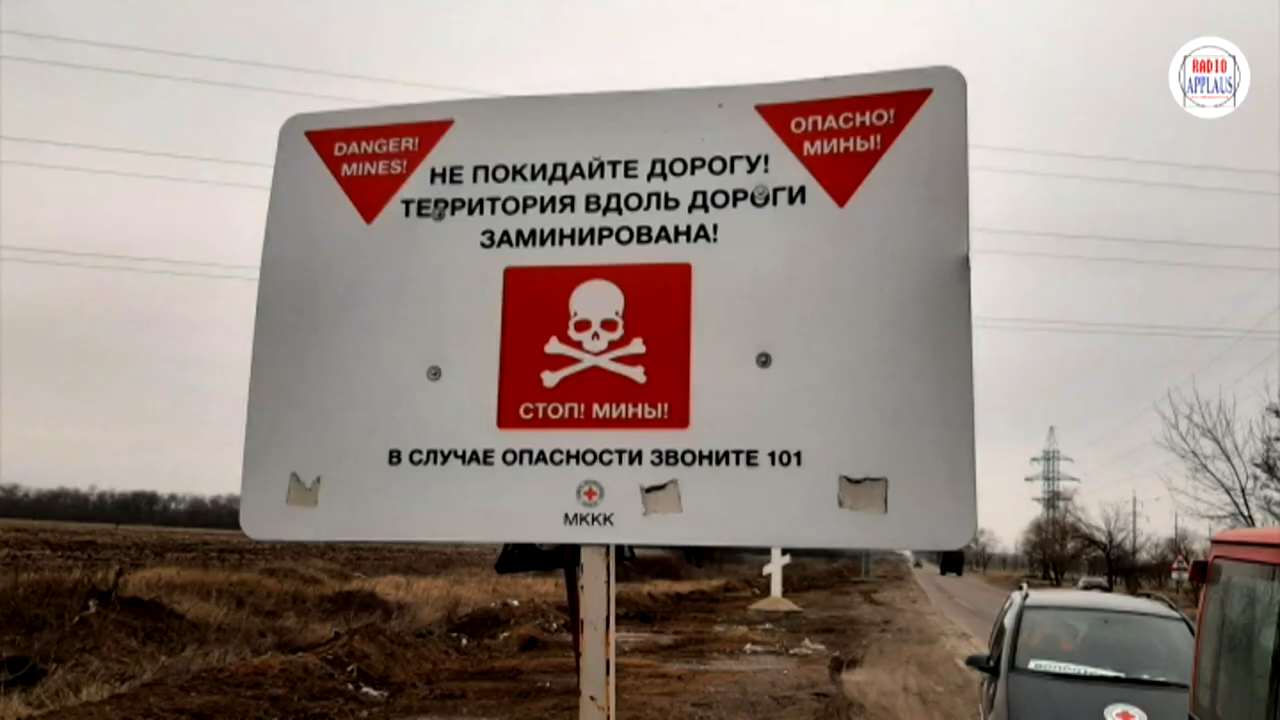 RADIO
APPLAUS
DANGER!
MINES!
ОПАСНО!
МИНЫ!
НЕ ПОКИДАЙТЕ ДОРОГУ!
ТЕРРИТОРИЯ ВДОЛЬ ДОРОГИ
ЗАМИНИРОВАНА!
СТОП! МИНЫ!
В СЛУЧАЕ ОПАСНОСТИ ЗВОНИТЕ 101
МККК